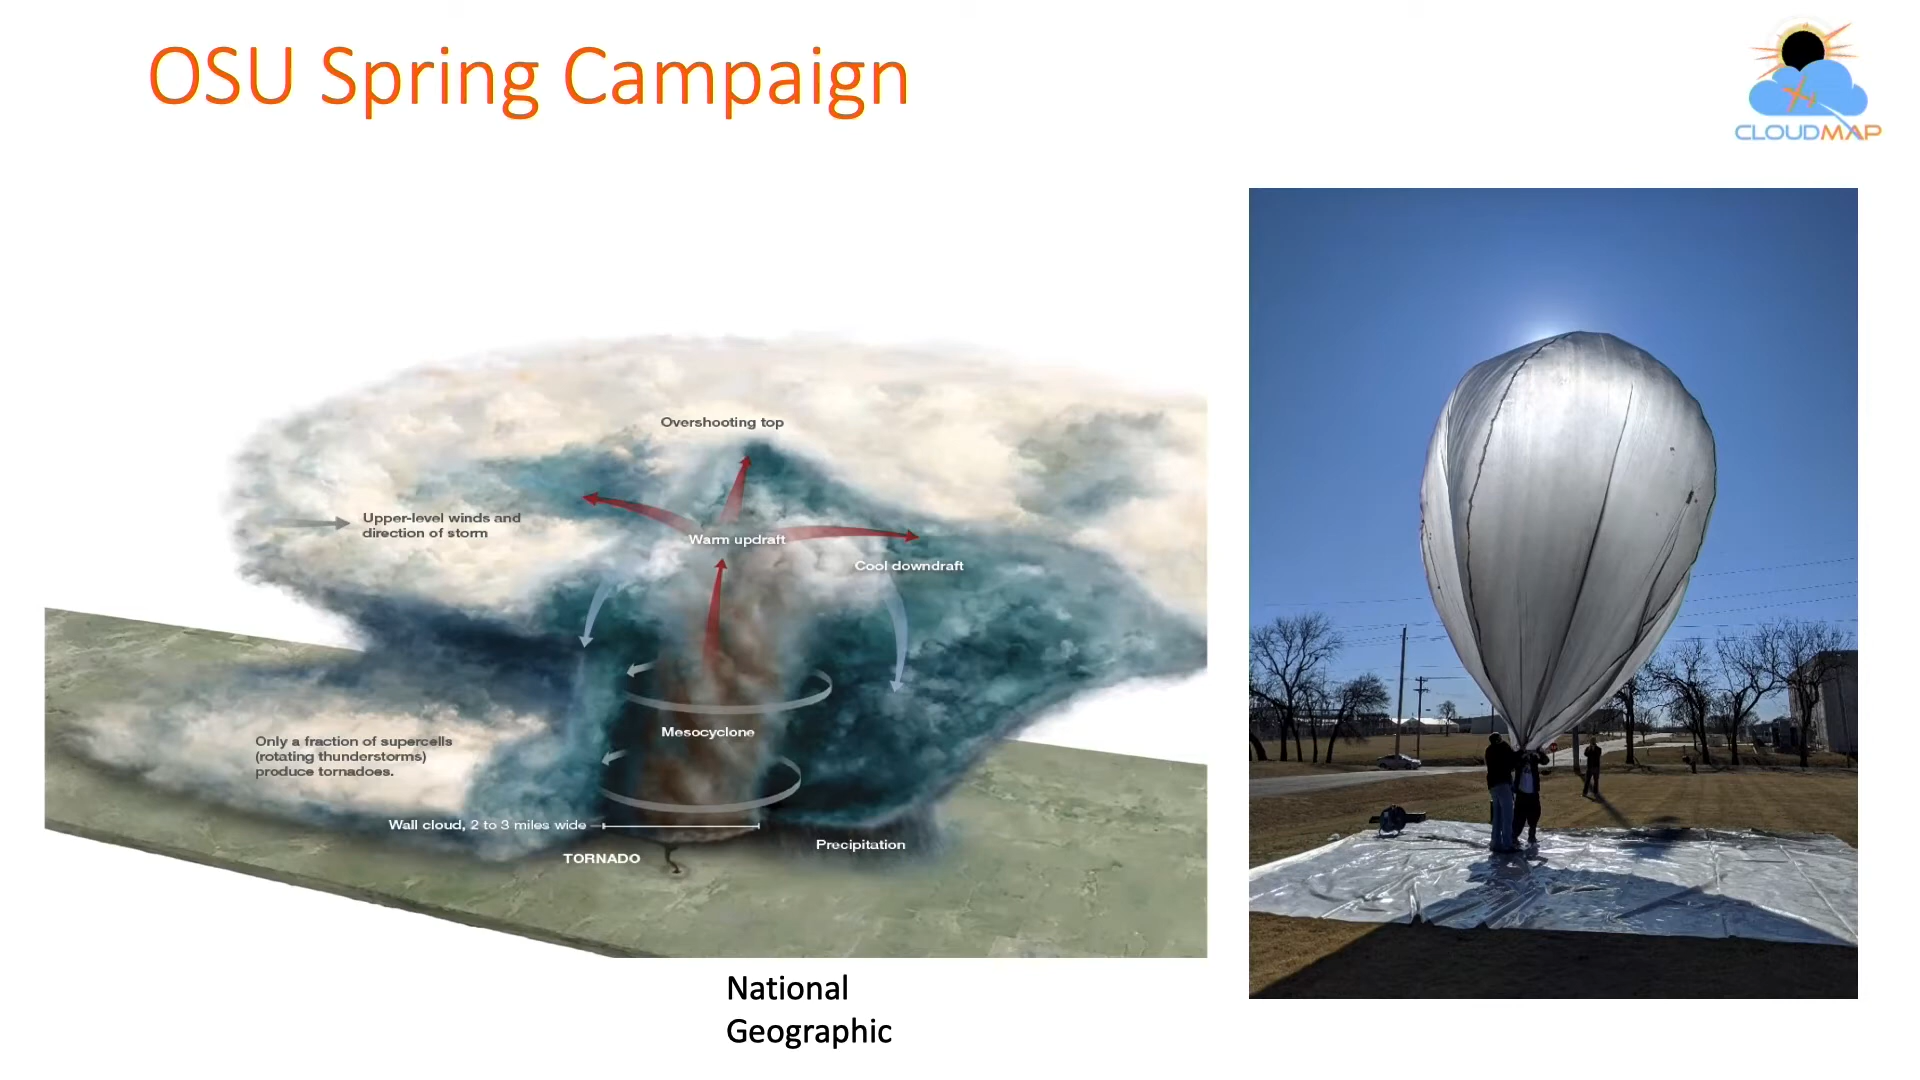 OSU Spring Campaign
CLOUDMAP
Overshooting top
Upper-level winds and
direction of storm
Warm updraft
Cool downdraft
Mesocyclone
Only a fraction of supercells
(rotating thunderstorms)
produce tornadoes.
Wall cloud, 2 to 3 miles wide
Precipitation
TORNADO
National
Geographic